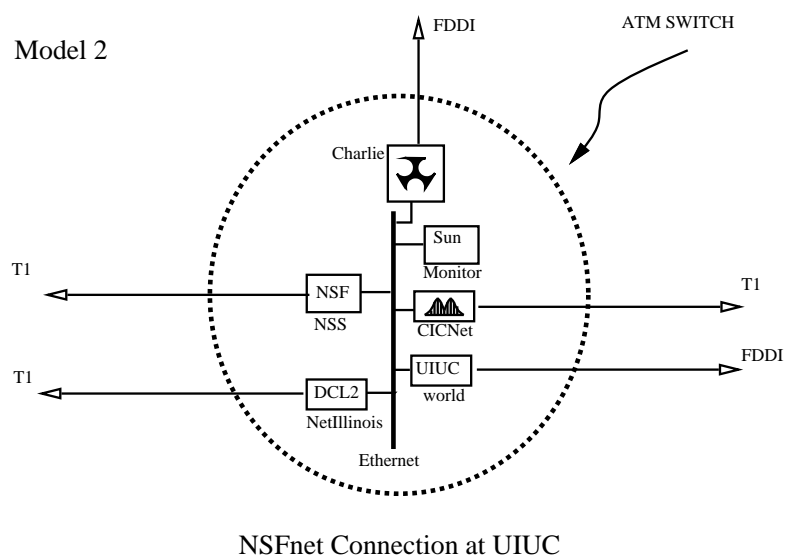 FDDI
ATM SWITCH
Model 2
Charlie
Sun
Monitor
T1
NSF
NSS
T1
CICNet
FDDI
UIUC
world
T1
DCL2
NetIllinois
Ethernet
NSFnet Connection at UIUC